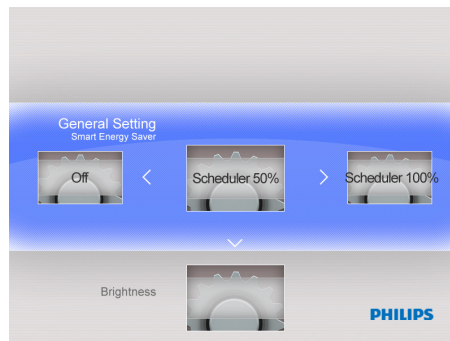 General Setting
Smart Energy Saver
Off
Scheduler 50%
Scheduler 100%
Brightness
PHILIPS